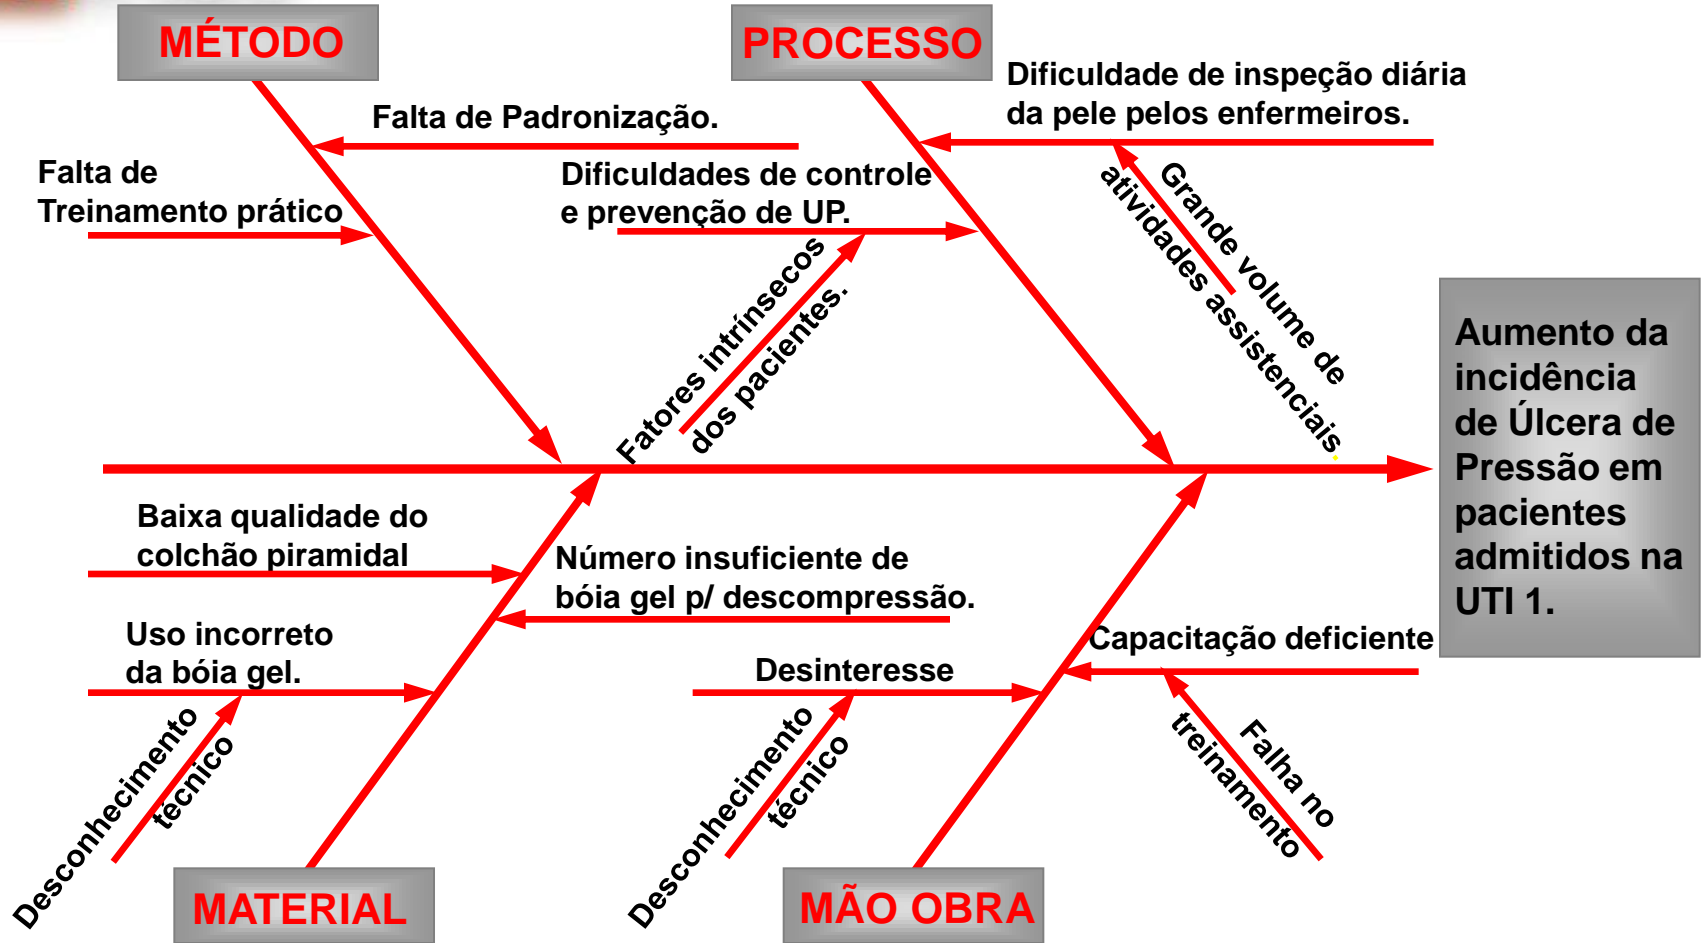 MÉTODO
PROCESSO
Falta de Padronização.
Falta de
Treinamento prático
Dificuldade de inspeção diária
da pele pelos enfermeiros.
Grande volume de
atividades assistenciais.
Dificuldades de controle
e prevenção de UP.
Fatores intrínsecos
dos pacientes.
Aumento da
incidência
de Úlcera de
Pressão em
pacientes
admitidos na
UTI 1.
Baixa qualidade do
colchão piramidal
Número insuficiente de
bóia gel p/ descompressão.
Uso incorreto
da bóia gel.
Desconhecimento
técnico
Desinteresse
Desconhecimento
técnico
Capacitação deficiente
Falha no
treinamento
MATERIAL
MÃO OBRA